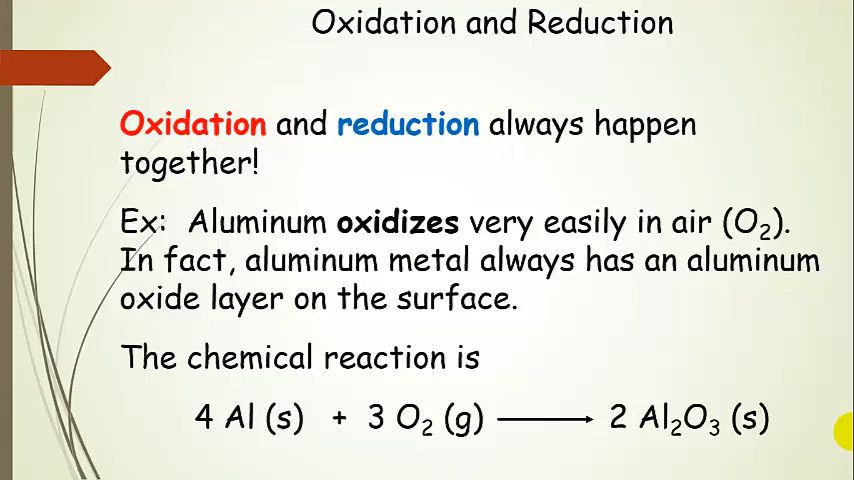 Oxidation and Reduction
Oxidation and reduction always happen
together!
Ex: Aluminum oxidizes very easily in air (O₂).
In fact, aluminum metal always has an aluminum
oxide layer on the surface.
The chemical reaction is
4 Al (s) + 3 O₂ (g) ⟶ 2 Al₂O₃ (s)